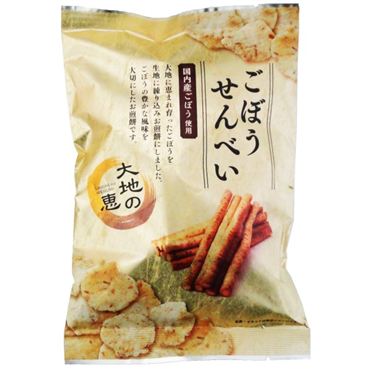 ごぼう
せんべい
国内産ごぼう使用
大地に恵まれ育ったごぼうを
生地に練り込みお煎餅にしました。
ごぼうの豊かな風味を
大切にしたお煎餅です。
大地の
恵